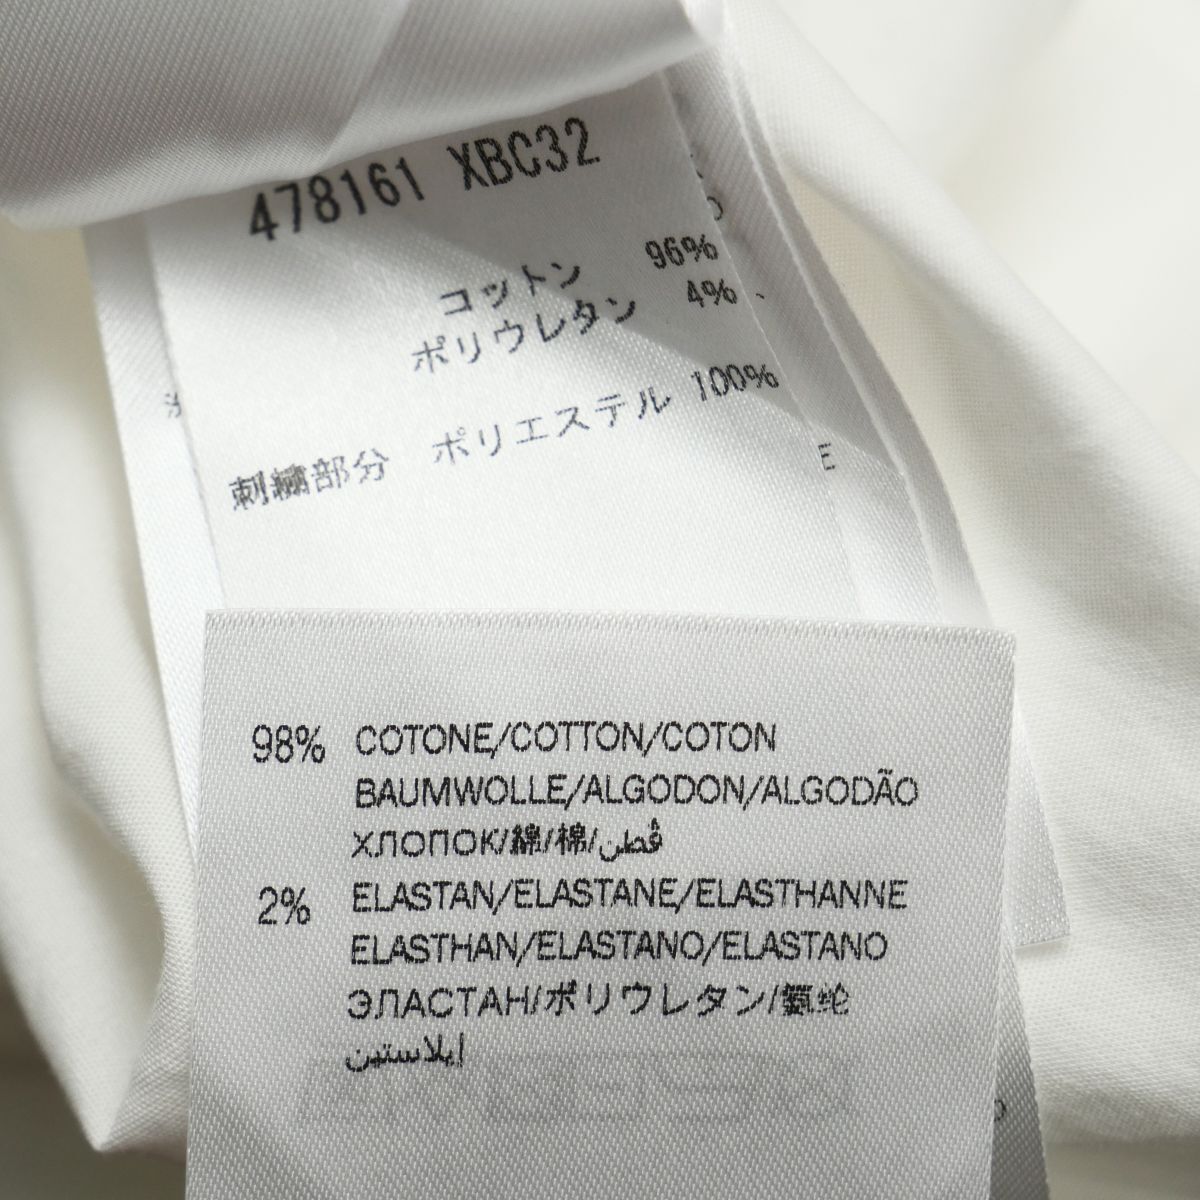 478161 XBC32
コットン 96%
ポリウレタン 4%
刺繍部分 ポリエステル 100%
E
98% COTONE/COTTON/COTON
BAUMWOLLE/ALGODON/ALGODÃO
ХЛОПОК/綿/棉/قُطن
2% ELASTAN/ELASTANE/ELASTHANNE
ELASTHAN/ELASTANO/ELASTANO
ЭЛАСТАН/ポリウレタン/氨纶
إيلاستين